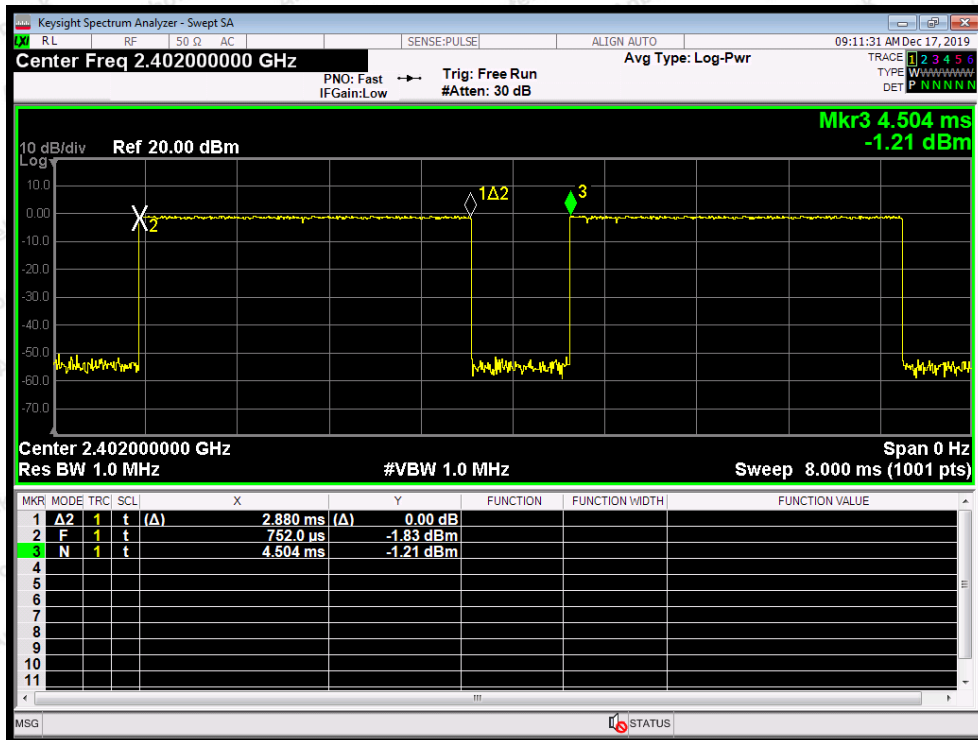 Keysight Spectrum Analyzer - Swept SA
LXI RL RF 50 Ω AC SENSE:PULSE ALIGN AUTO 09:11:31 AM Dec 17, 2019
Center Freq 2.402000000 GHz Avg Type: Log-Pwr TRACE 1 2 3 4 5 6
PNO: Fast Trig: Free Run TYPE WWWWWW
IFGain:Low #Atten: 30 dB DET P N N N N N
Mkr3 4.504 ms
10 dB/div Ref 20.00 dBm -1.21 dBm
Log
10.0
1Δ2 3
0.00
2
-10.0
-20.0
-30.0
-40.0
-50.0
-60.0
-70.0
Center 2.402000000 GHz Span 0 Hz
Res BW 1.0 MHz #VBW 1.0 MHz Sweep 8.000 ms (1001 pts)
MKR MODE TRC SCL X Y FUNCTION FUNCTION WIDTH FUNCTION VALUE
1 Δ2 1 t (Δ) 2.880 ms (Δ) 0.00 dB
2 F 1 t 752.0 µs -1.83 dBm
3 N 1 t 4.504 ms -1.21 dBm
4
5
6
7
8
9
10
11
MSG STATUS